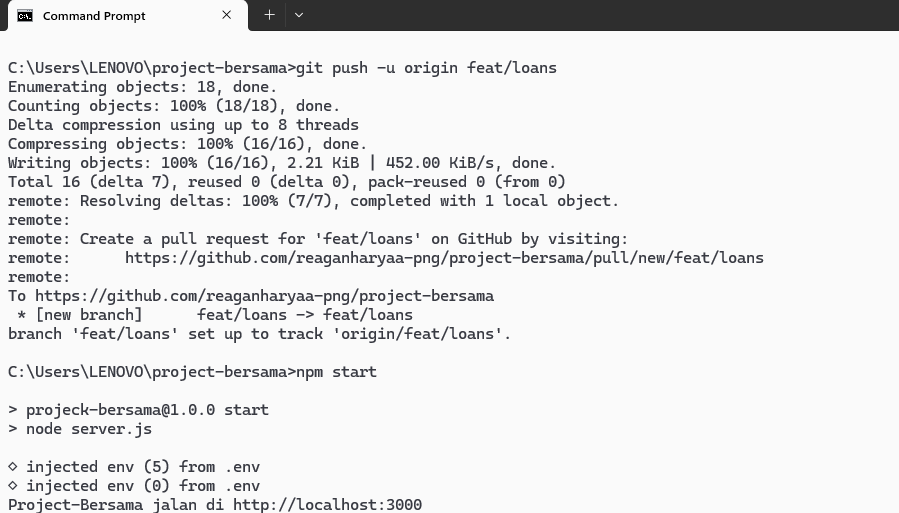 Command Prompt
C:\Users\LENOVO\project-bersama>git push -u origin feat/loans
Enumerating objects: 18, done.
Counting objects: 100% (18/18), done.
Delta compression using up to 8 threads
Compressing objects: 100% (16/16), done.
Writing objects: 100% (16/16), 2.21 KiB | 452.00 KiB/s, done.
Total 16 (delta 7), reused 0 (delta 0), pack-reused 0 (from 0)
remote: Resolving deltas: 100% (7/7), completed with 1 local object.
remote:
remote: Create a pull request for 'feat/loans' on GitHub by visiting:
remote:      https://github.com/reaganharyaa-png/project-bersama/pull/new/feat/loans
remote:
To https://github.com/reaganharyaa-png/project-bersama
 * [new branch]      feat/loans -> feat/loans
branch 'feat/loans' set up to track 'origin/feat/loans'.
C:\Users\LENOVO\project-bersama>npm start
> projeck-bersama@1.0.0 start
> node server.js
◇ injected env (5) from .env
◇ injected env (0) from .env
Project-Bersama jalan di http://localhost:3000